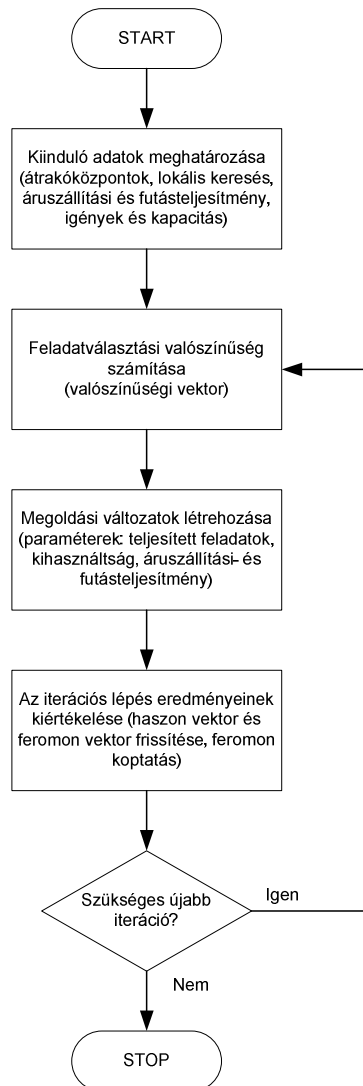 START
Kiinduló adatok meghatározása
(átrakóközpontok, lokális keresés,
áruszállítási és futásteljesítmény,
igények és kapacitás)
Feladatválasztási valószínűség
számítása
(valószínűségi vektor)
Megoldási változatok létrehozása
(paraméterek: teljesített feladatok,
kihasználtság, áruszállítási- és
futásteljesítmény)
Az iterációs lépés eredményeinek
kiértékelése (haszon vektor és
feromon vektor frissítése, feromon
koptatás)
Szükséges újabb
iteráció?
Igen
Nem
STOP